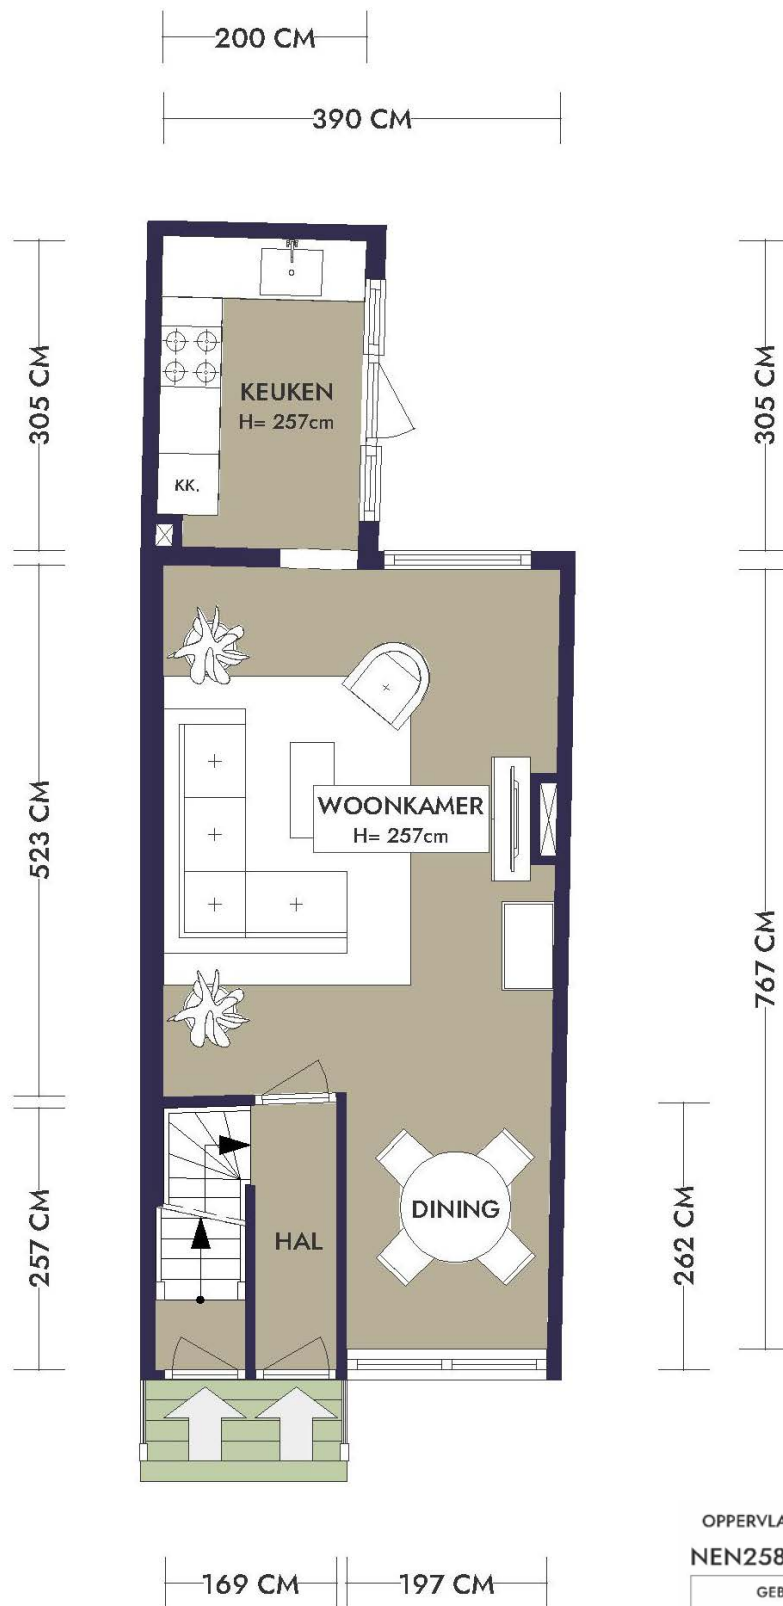 200 CM
390 CM
305 CM
305 CM
KEUKEN
H= 257cm
KK.
523 CM
WOONKAMER
H= 257cm
767 CM
257 CM
HAL
DINING
262 CM
169 CM
197 CM
OPPERVLA
NEN258
GEB